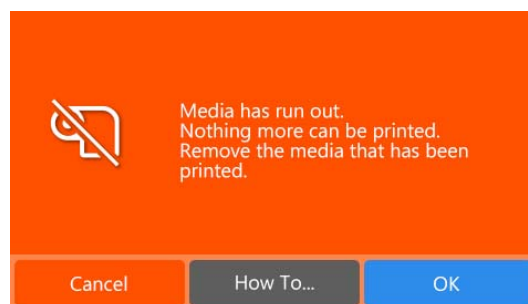 Media has run out.
Nothing more can be printed.
Remove the media that has been
printed.
Cancel
How To...
OK